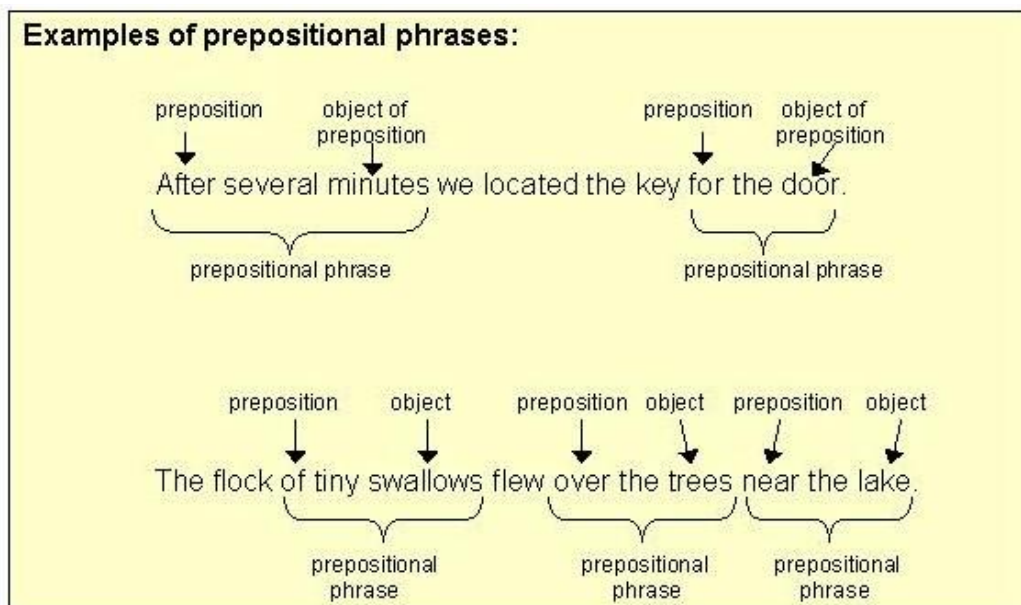 Examples of prepositional phrases:
preposition object of preposition preposition object of preposition
After several minutes we located the key for the door.
prepositional phrase prepositional phrase
preposition object preposition object preposition object
The flock of tiny swallows flew over the trees near the lake.
prepositional phrase prepositional phrase prepositional phrase